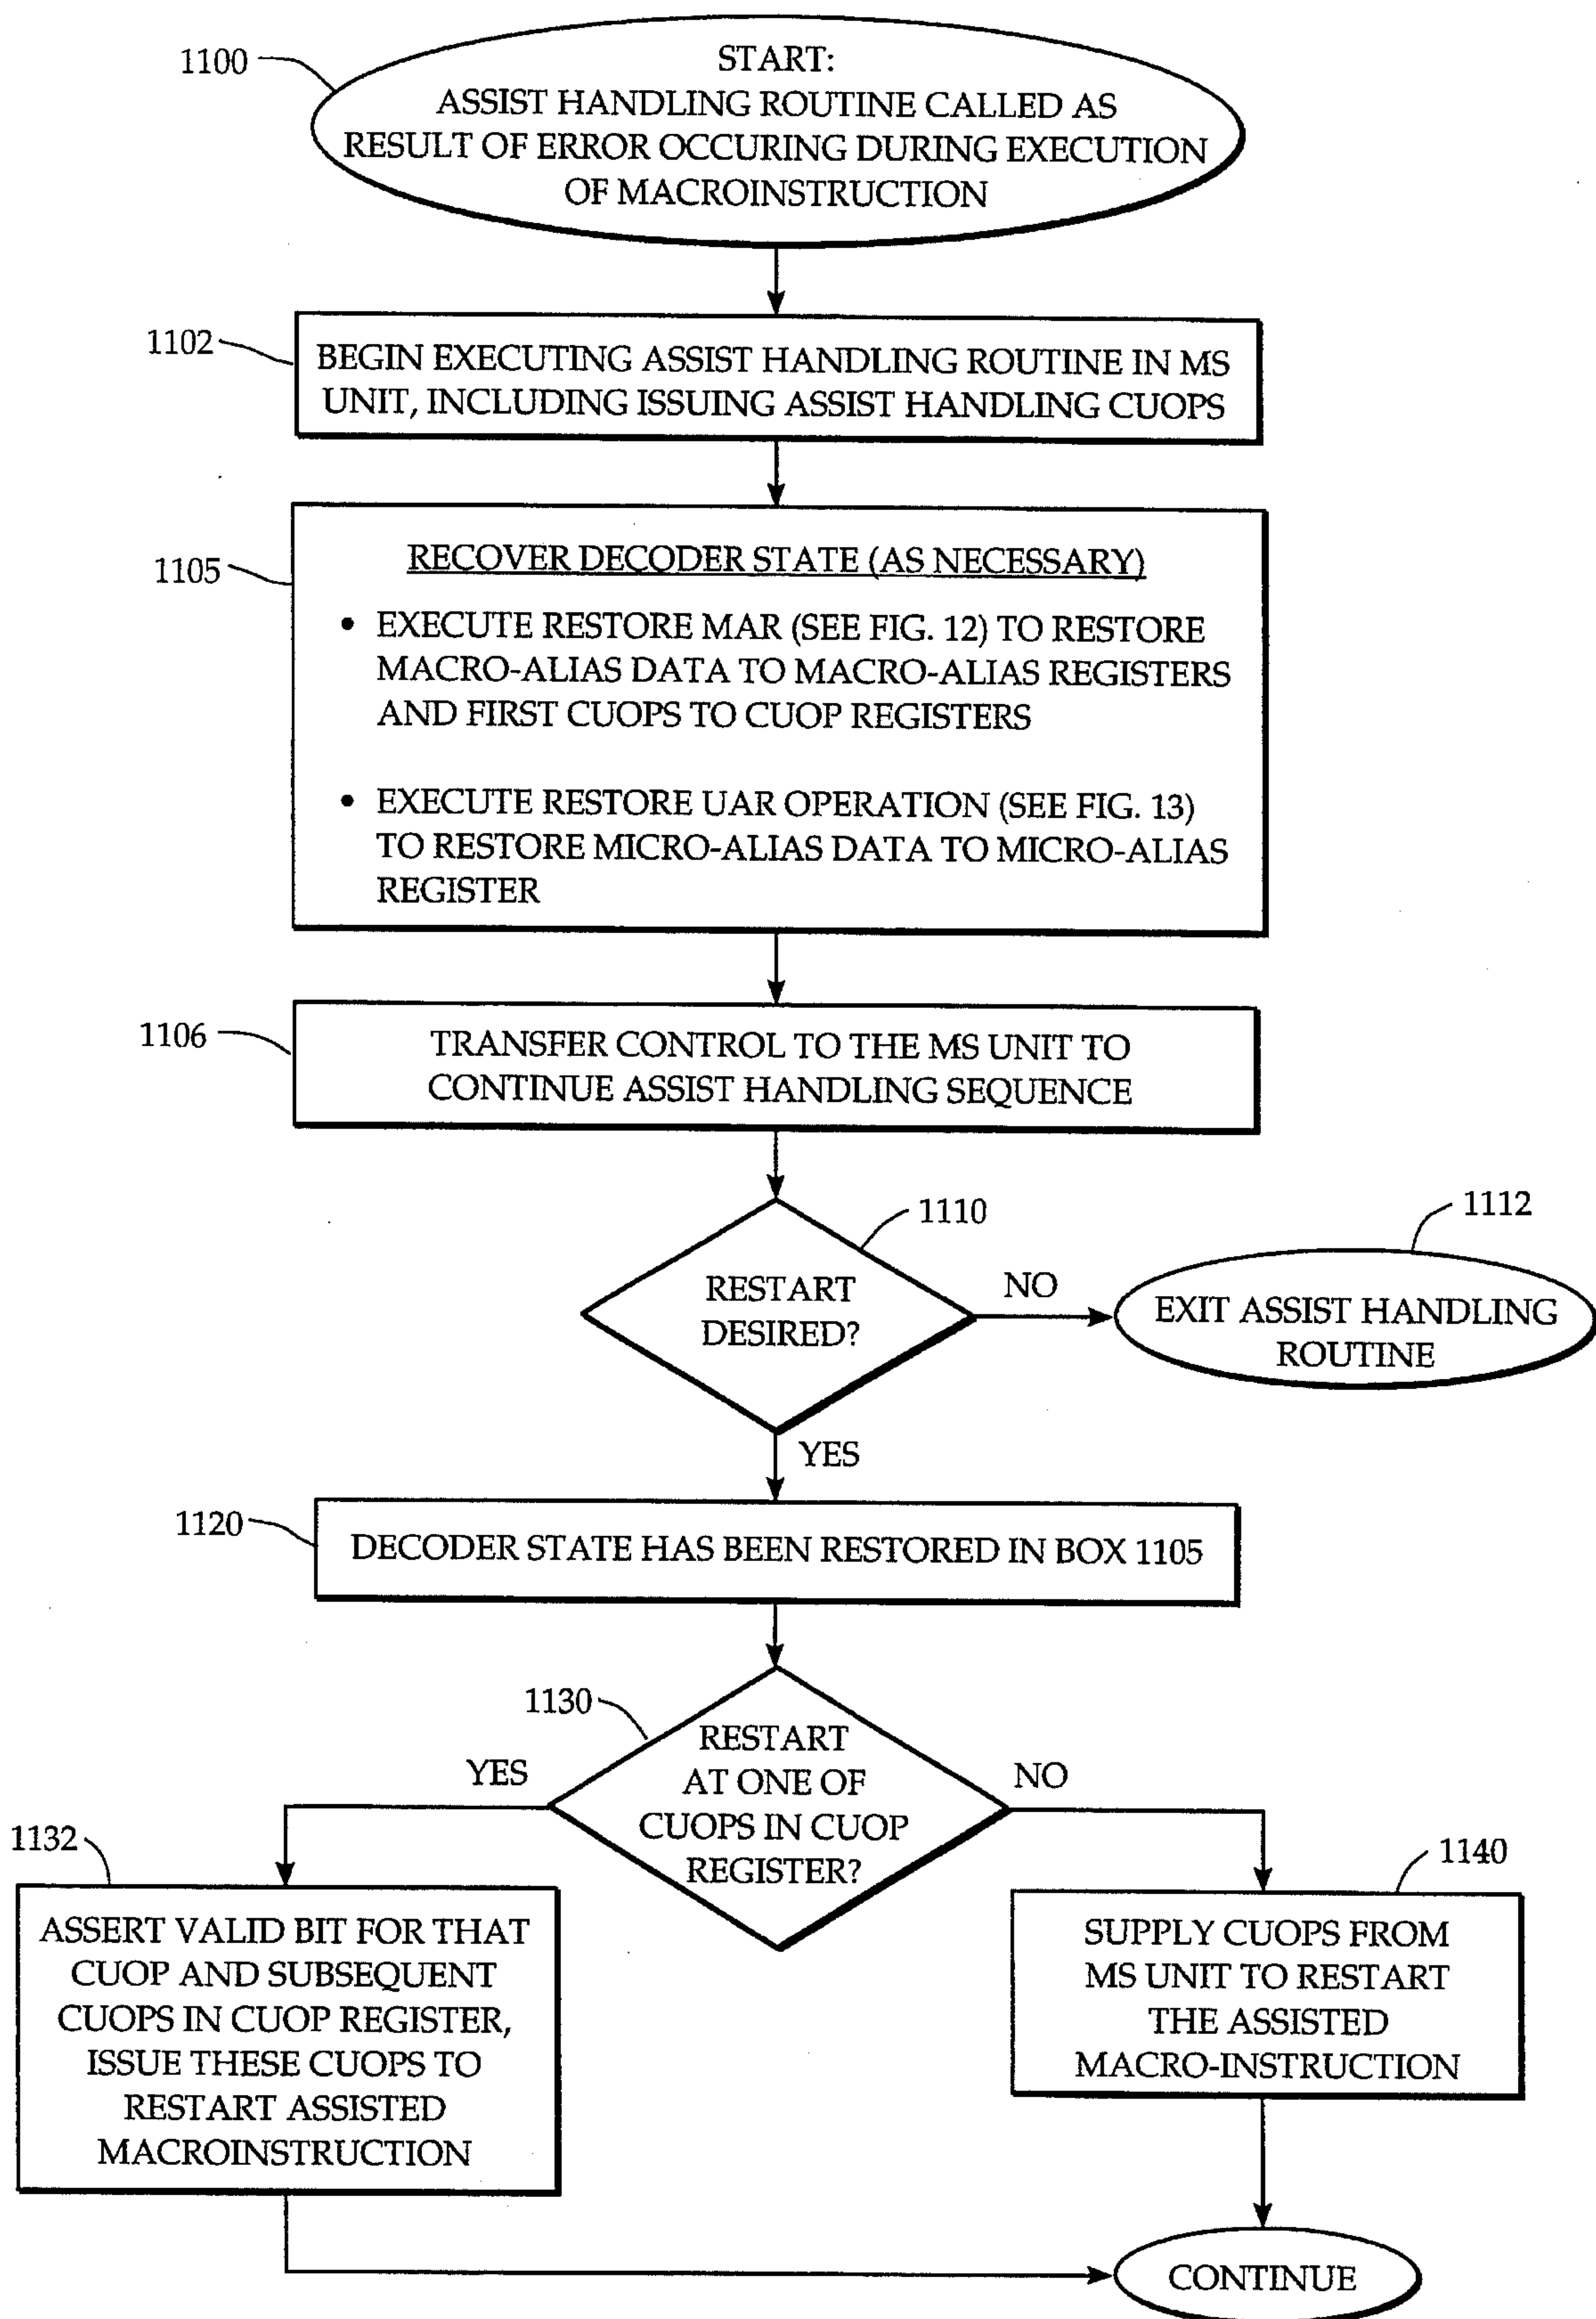 1100
START:
ASSIST HANDLING ROUTINE CALLED AS
RESULT OF ERROR OCCURING DURING EXECUTION
OF MACROINSTRUCTION
1102
BEGIN EXECUTING ASSIST HANDLING ROUTINE IN MS
UNIT, INCLUDING ISSUING ASSIST HANDLING CUOPS
1105
RECOVER DECODER STATE (AS NECESSARY)
• EXECUTE RESTORE MAR (SEE FIG. 12) TO RESTORE
MACRO-ALIAS DATA TO MACRO-ALIAS REGISTERS
AND FIRST CUOPS TO CUOP REGISTERS
• EXECUTE RESTORE UAR OPERATION (SEE FIG. 13)
TO RESTORE MICRO-ALIAS DATA TO MICRO-ALIAS
REGISTER
1106
TRANSFER CONTROL TO THE MS UNIT TO
CONTINUE ASSIST HANDLING SEQUENCE
1110
RESTART
DESIRED?
NO
1112
EXIT ASSIST HANDLING
ROUTINE
YES
1120
DECODER STATE HAS BEEN RESTORED IN BOX 1105
1130
RESTART
AT ONE OF
CUOPS IN CUOP
REGISTER?
YES
NO
1132
ASSERT VALID BIT FOR THAT
CUOP AND SUBSEQUENT
CUOPS IN CUOP REGISTER,
ISSUE THESE CUOPS TO
RESTART ASSISTED
MACROINSTRUCTION
1140
SUPPLY CUOPS FROM
MS UNIT TO RESTART
THE ASSISTED
MACRO-INSTRUCTION
CONTINUE